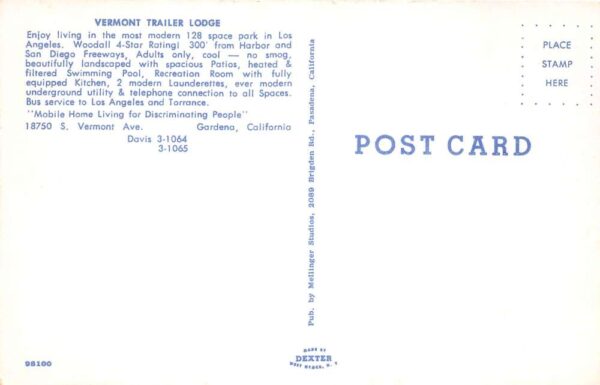 VERMONT TRAILER LODGE
Enjoy living in the most modern 128 space park in Los
Angeles. Woodall 4-Star Rating! 300' from Harbor and
San Diego Freeways, Adults only, cool — no smog,
beautifully landscaped with spacious Patios, heated &
filtered Swimming Pool, Recreation Room with fully
equipped Kitchen, 2 modern Launderettes, ever modern
underground utility & telephone connection to all Spaces.
Bus service to Los Angeles and Torrance.
"Mobile Home Living for Discriminating People"
18750 S. Vermont Ave. Gardena, California
Davis 3-1064
3-1065
Pub. by Mellinger Studios, 2089 Brigden Rd., Pasadena, California
PLACE
STAMP
HERE
POST CARD
MADE BY
DEXTER
WEST NYACK, N. Y.
98100